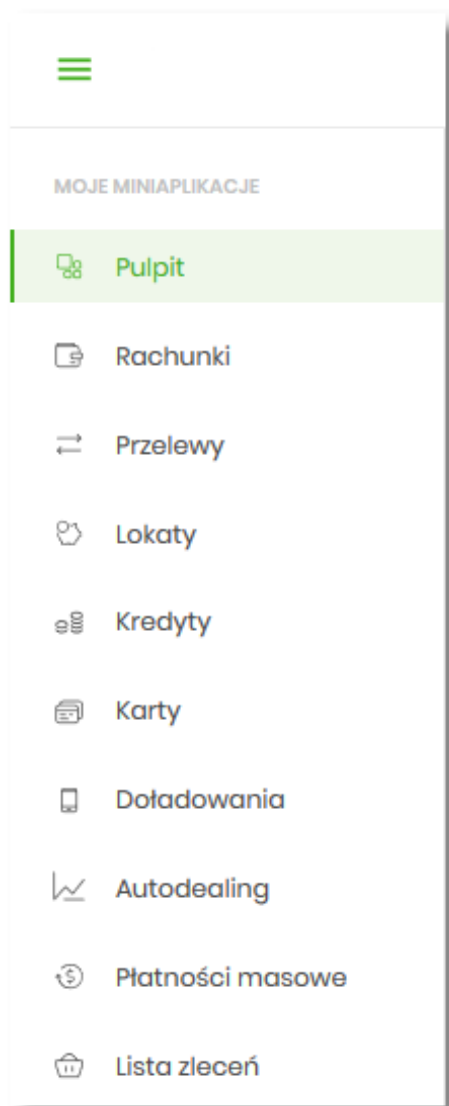 MOJE MINIAPLIKACJE
Pulpit
Rachunki
Przelewy
Lokaty
Kredyty
Karty
Doładowania
Autodealing
Płatności masowe
Lista zleceń